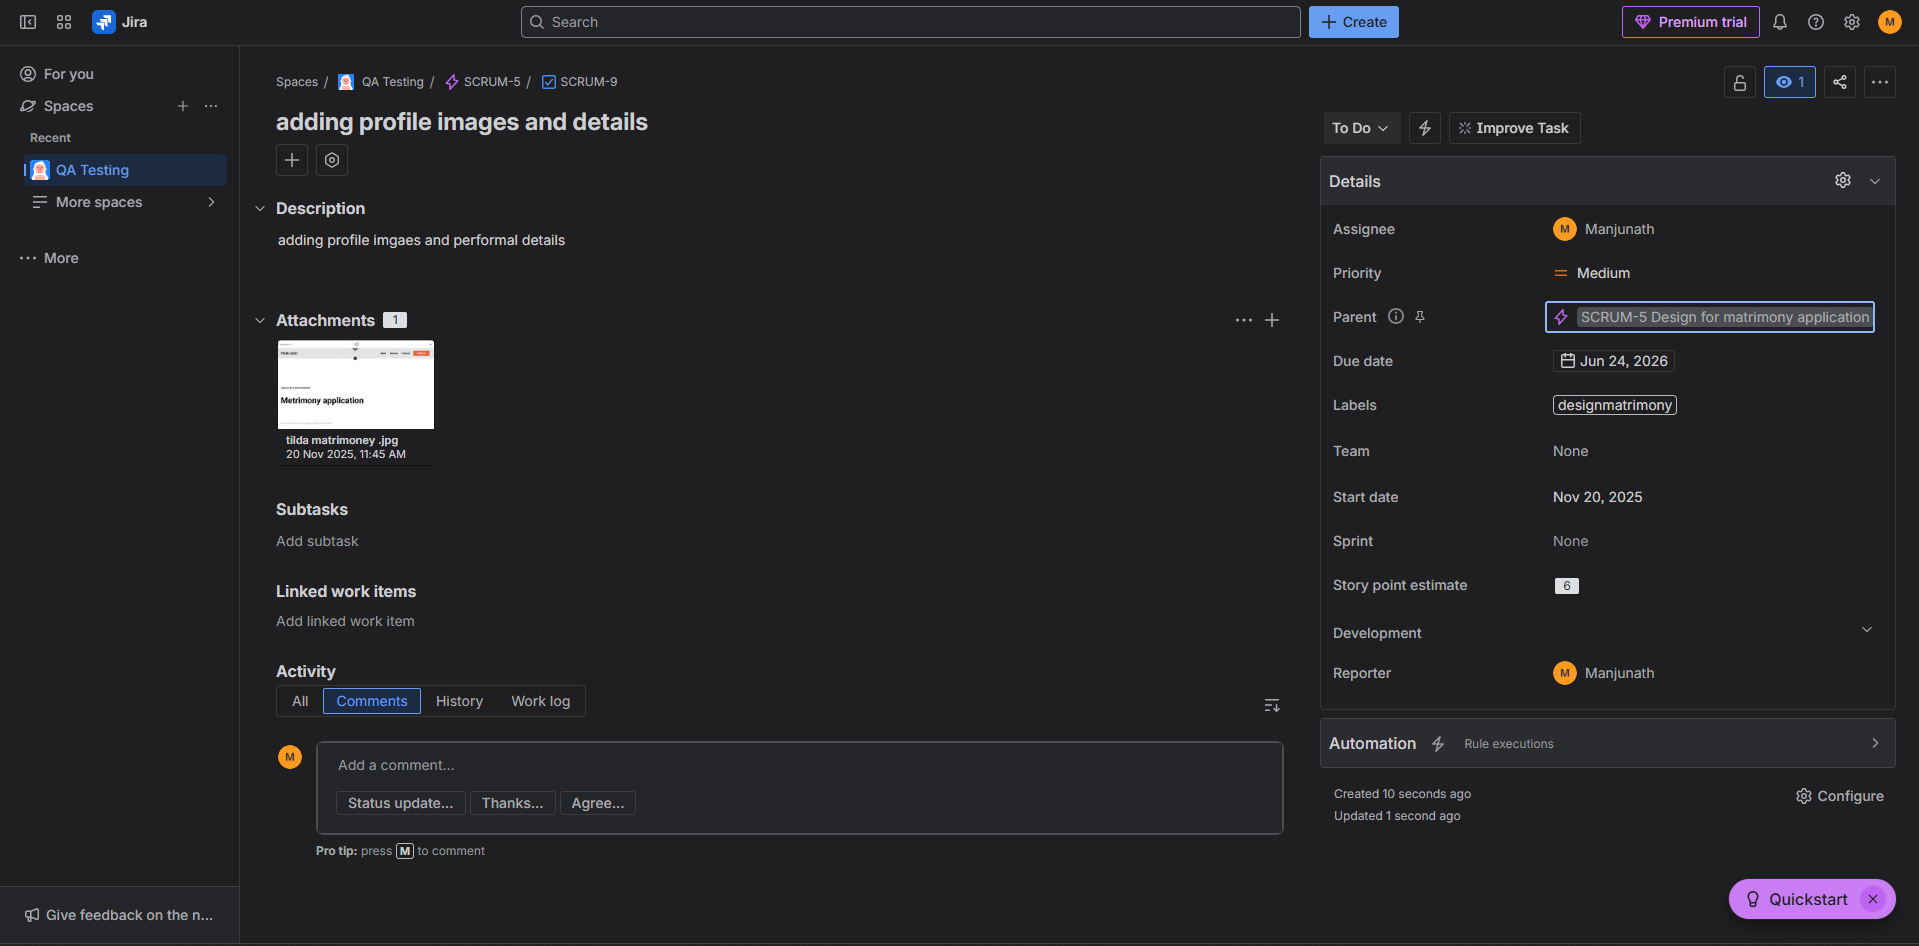 Jira
Search
Create
Premium trial
M
For you
Spaces
Recent
QA Testing
More spaces
More
Give feedback on the n...
Spaces / QA Testing / SCRUM-5 / SCRUM-9
1
adding profile images and details
To Do
Improve Task
Description
adding profile imgaes and performal details
Attachments 1
Metrimony application
tilda matrimoney .jpg
20 Nov 2025, 11:45 AM
Subtasks
Add subtask
Linked work items
Add linked work item
Activity
All Comments History Work log
M
Add a comment...
Status update... Thanks... Agree...
Pro tip: press M to comment
Details
Assignee M Manjunath
Priority Medium
Parent SCRUM-5 Design for matrimony application
Due date Jun 24, 2026
Labels designmatrimony
Team None
Start date Nov 20, 2025
Sprint None
Story point estimate 6
Development
Reporter M Manjunath
Automation Rule executions
Created 10 seconds ago
Updated 1 second ago
Configure
Quickstart